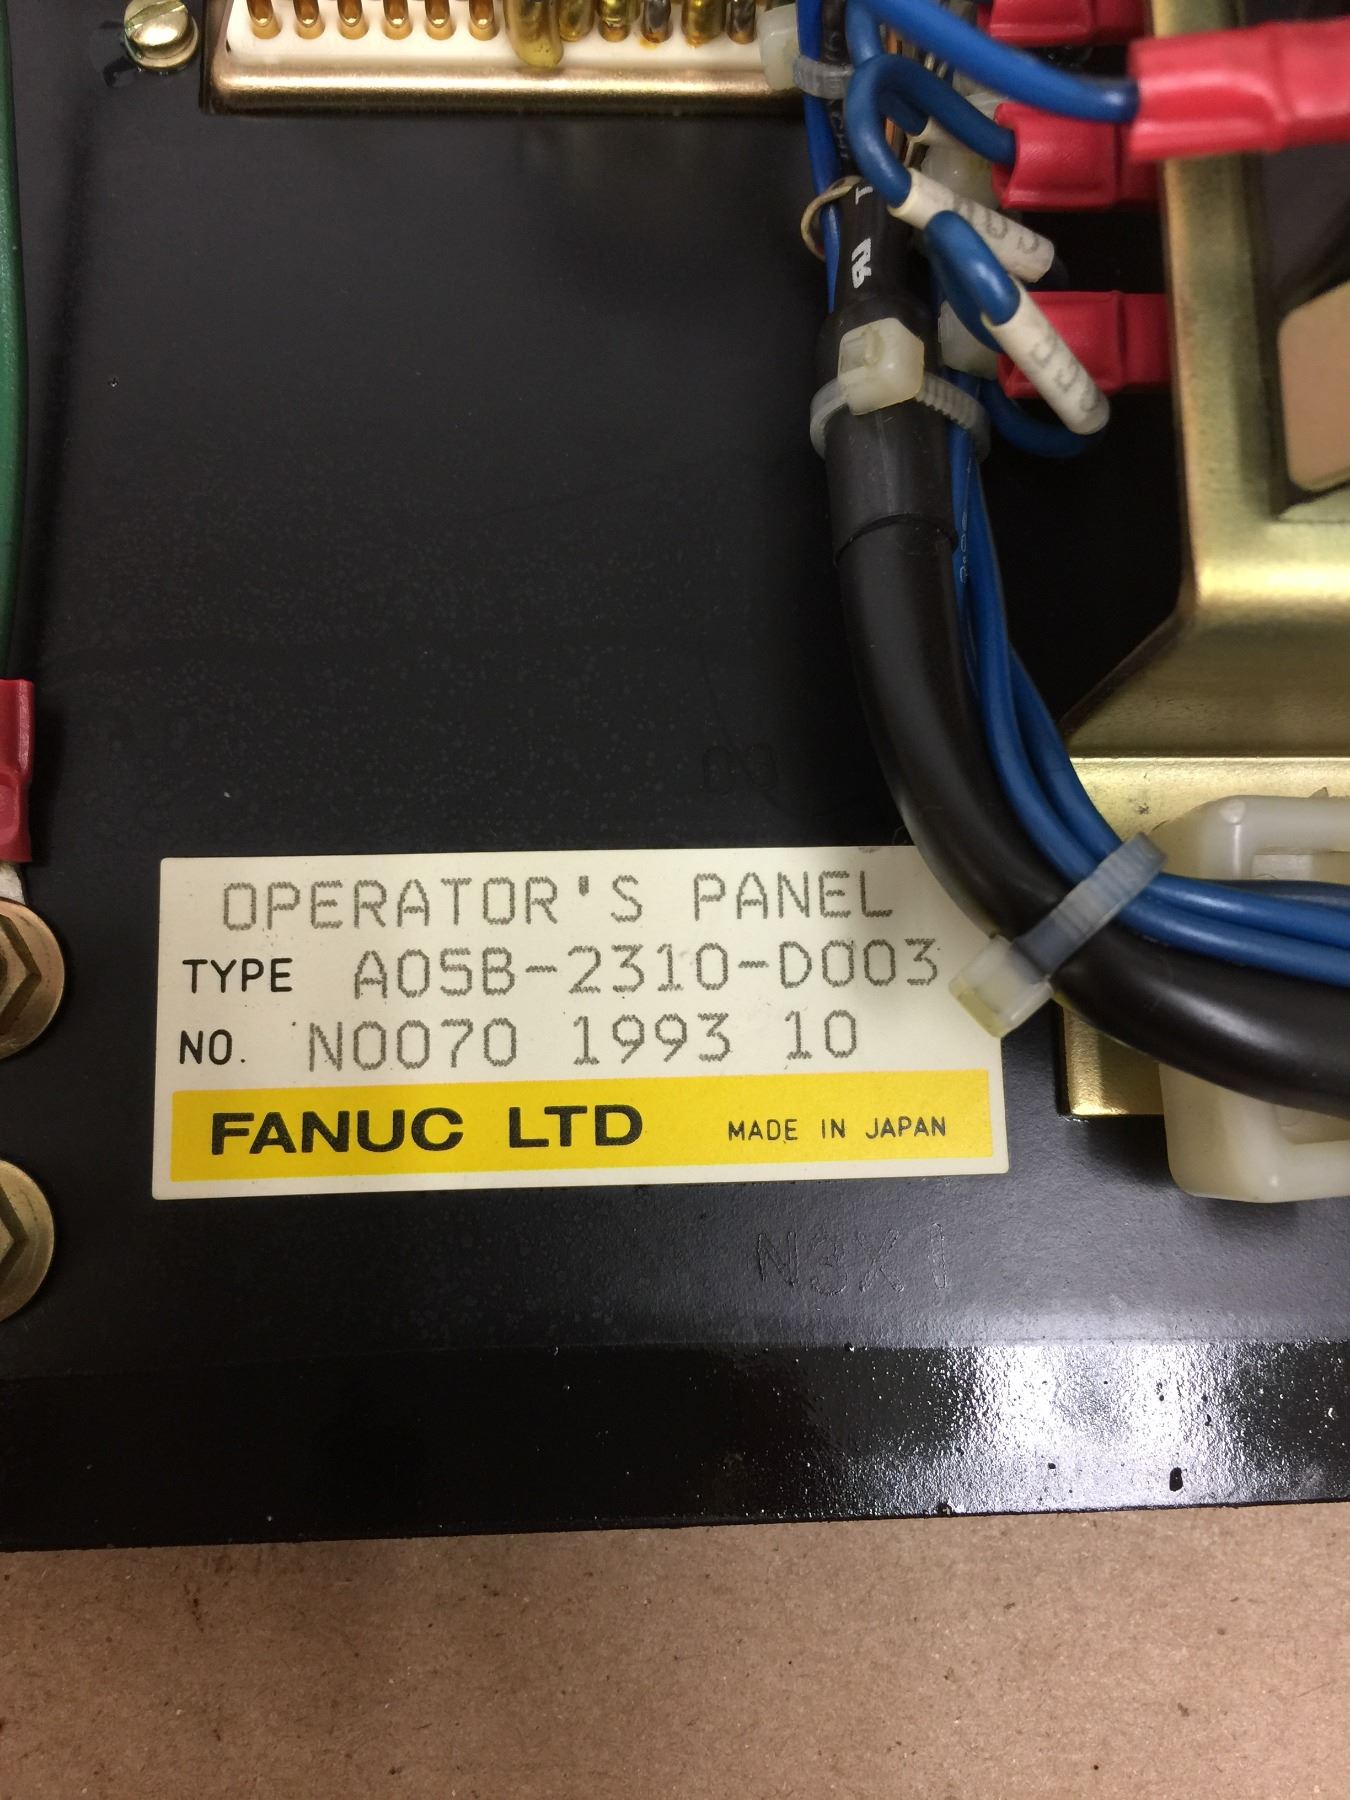 OPERATOR'S PANEL
TYPE A05B-2310-D003
NO. N0070 1993 10
FANUC LTD MADE IN JAPAN
N3X1